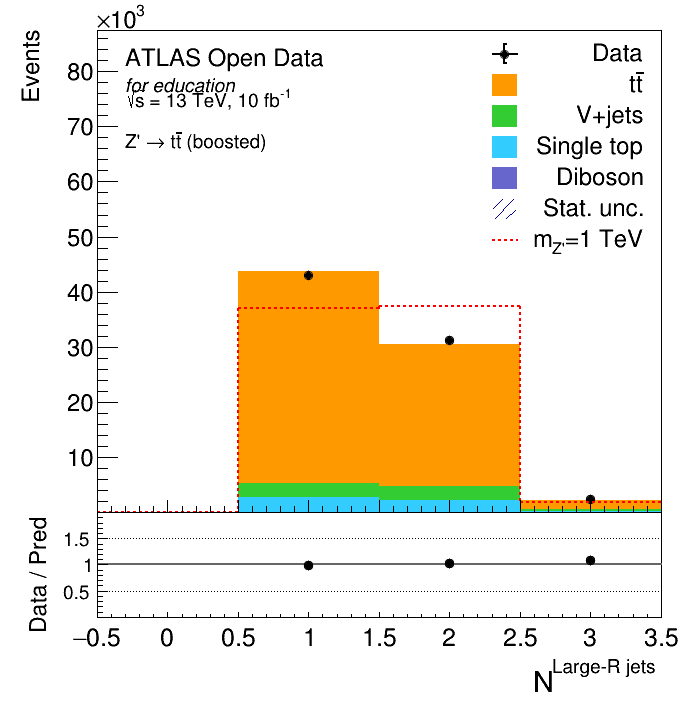 ×10³
Events
80
70
60
50
40
30
20
10
ATLAS Open Data
for education
√s = 13 TeV, 10 fb⁻¹
Z' → tt̄ (boosted)
Data
tt̄
V+jets
Single top
Diboson
Stat. unc.
m_Z'=1 TeV
Data / Pred
1.5
1
0.5
−0.5 0 0.5 1 1.5 2 2.5 3 3.5
N^Large-R jets